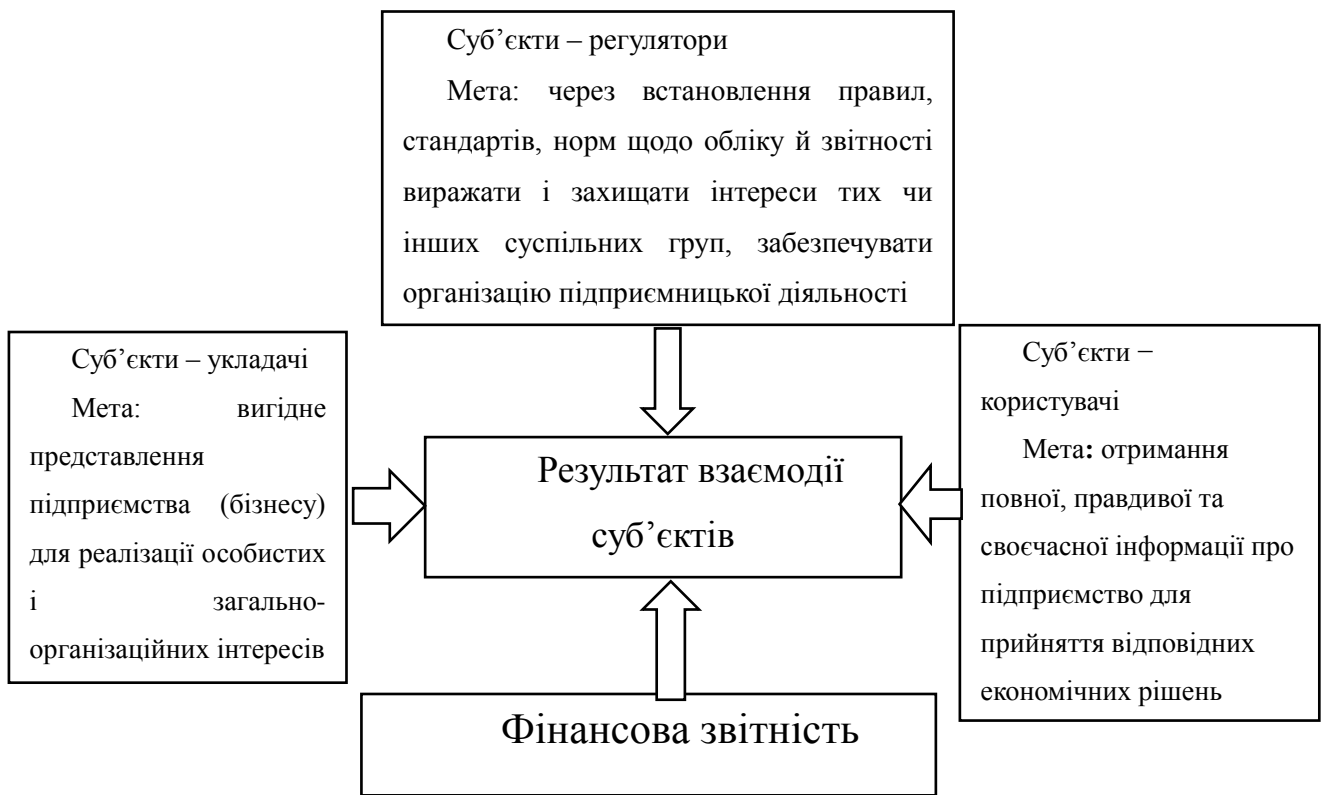 Суб’єкти – регулятори
Мета: через встановлення правил,
стандартів, норм щодо обліку й звітності
виражати і захищати інтереси тих чи
інших суспільних груп, забезпечувати
організацію підприємницької діяльності
Суб’єкти – укладачі
Мета: вигідне
представлення
підприємства (бізнесу)
для реалізації особистих
і загально-
організаційних інтересів
Результат взаємодії
суб’єктів
Суб’єкти −
користувачі
Мета: отримання
повної, правдивої та
своєчасної інформації про
підприємство для
прийняття відповідних
економічних рішень
Фінансова звітність